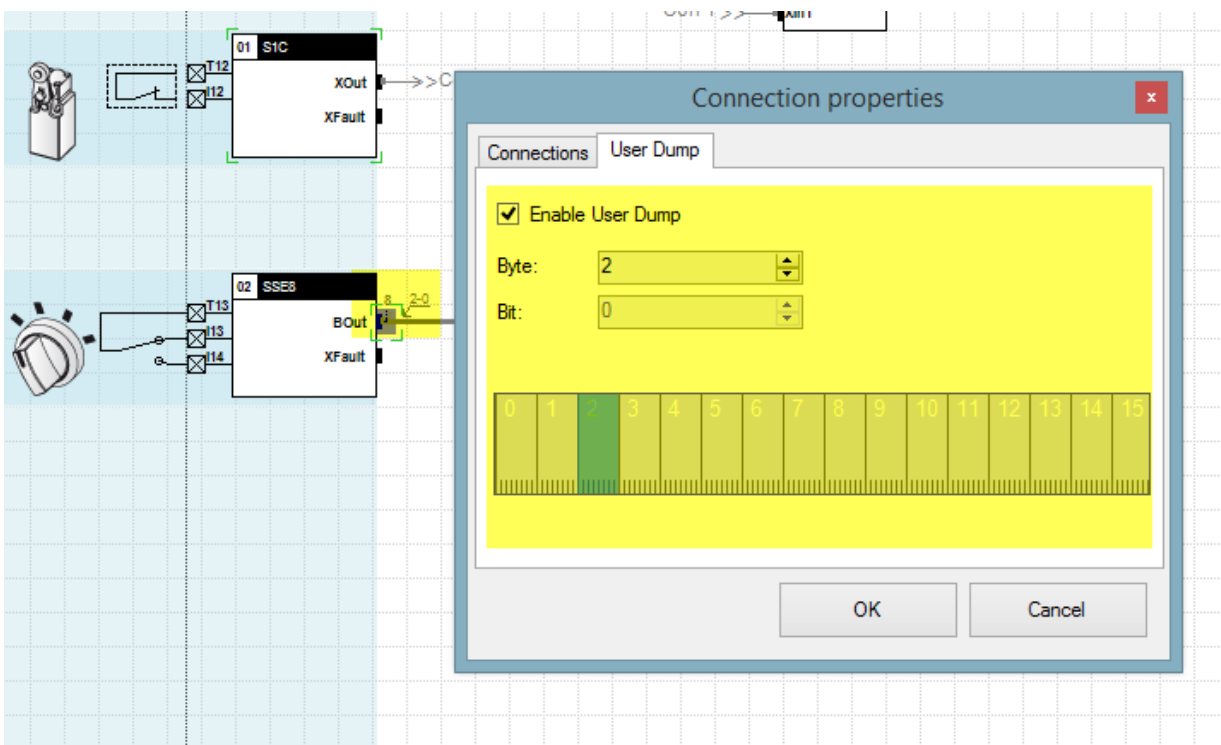 XIn1
01 S1C
T12
I12
XOut
>>C
XFault
Connection properties
x
Connections
User Dump
Enable User Dump
Byte: 2
Bit: 0
0 1 2 3 4 5 6 7 8 9 10 11 12 13 14 15
OK
Cancel
02 SSE8
T13
I13
I14
BOut
8
2-0
XFault